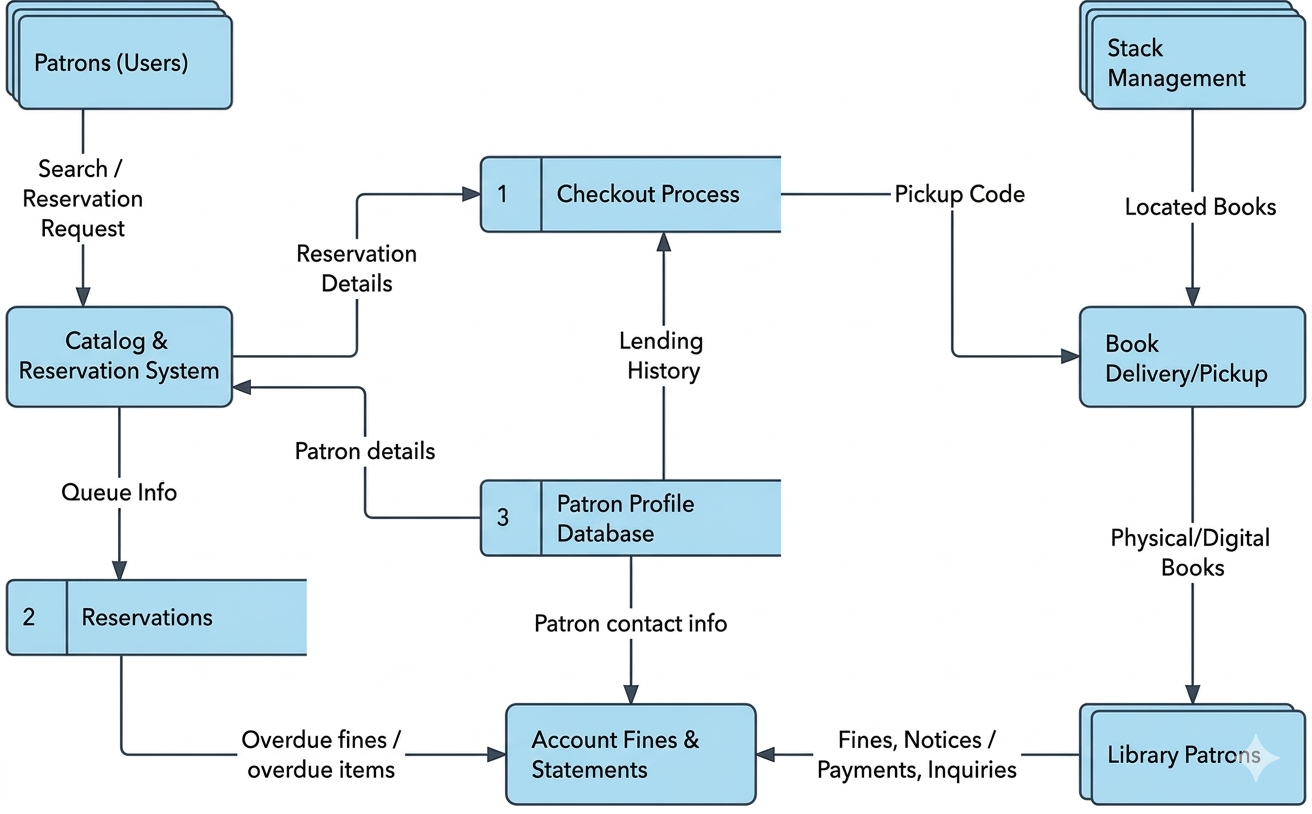 Patrons (Users)
Stack
Management
Search /
Reservation
Request
1
Checkout Process
Pickup Code
Located Books
Reservation
Details
Catalog &
Reservation System
Lending
History
Book
Delivery/Pickup
Patron details
Queue Info
3
Patron Profile
Database
Physical/Digital
Books
2
Reservations
Patron contact info
Overdue fines /
overdue items
Account Fines &
Statements
Fines, Notices /
Payments, Inquiries
Library Patrons